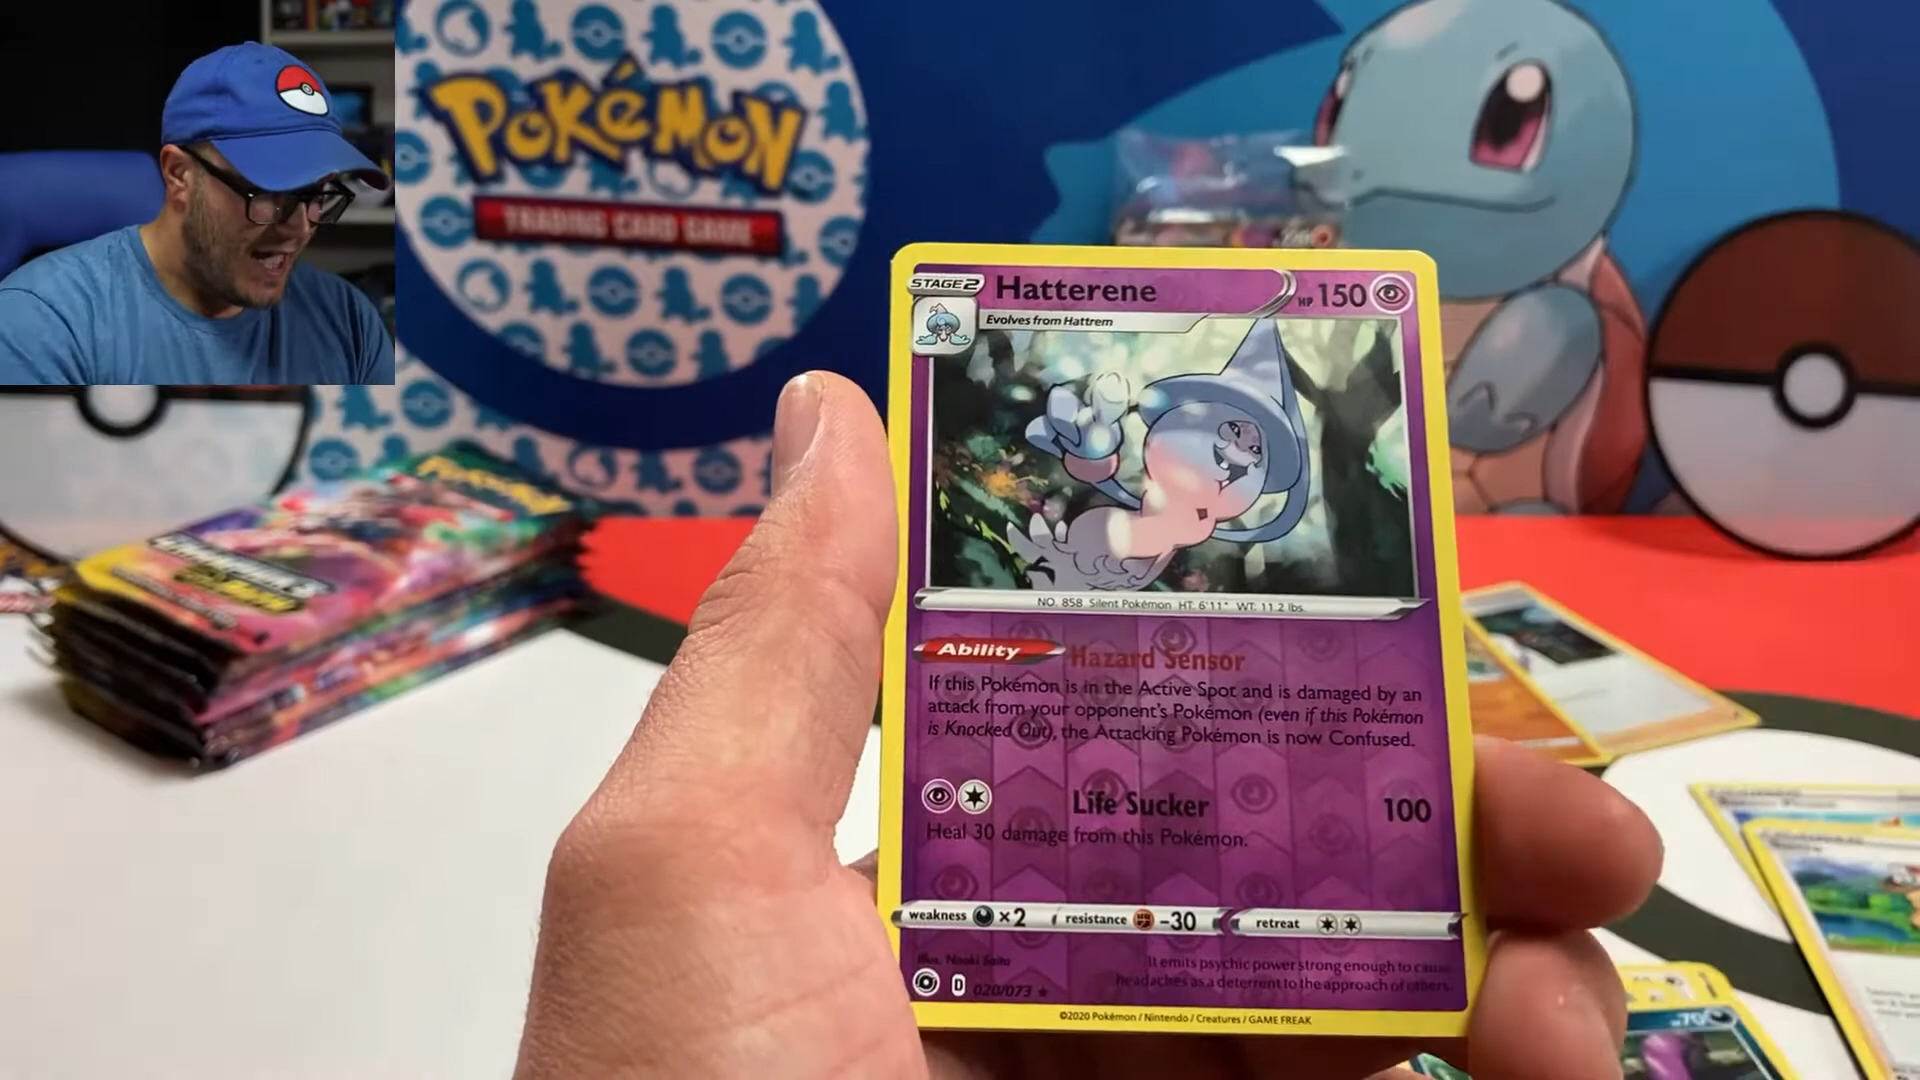 POKéMON
TRADING CARD GAME
STAGE 2
Hatterene
HP 150
Evolves from Hattrem
NO. 858 Silent Pokémon HT: 6'11" WT: 11.2 lbs.
Ability
Hazard Sensor
If this Pokémon is in the Active Spot and is damaged by an
attack from your opponent's Pokémon (even if this Pokémon
is Knocked Out), the Attacking Pokémon is now Confused.
Life Sucker
100
Heal 30 damage from this Pokémon.
weakness ×2 resistance -30 retreat
Illus. Naoki Saito
It emits psychic power strong enough to cause
headaches as a deterrent to the approach of others.
D 020/073 ★
©2020 Pokémon / Nintendo / Creatures / GAME FREAK
POKéMON
70